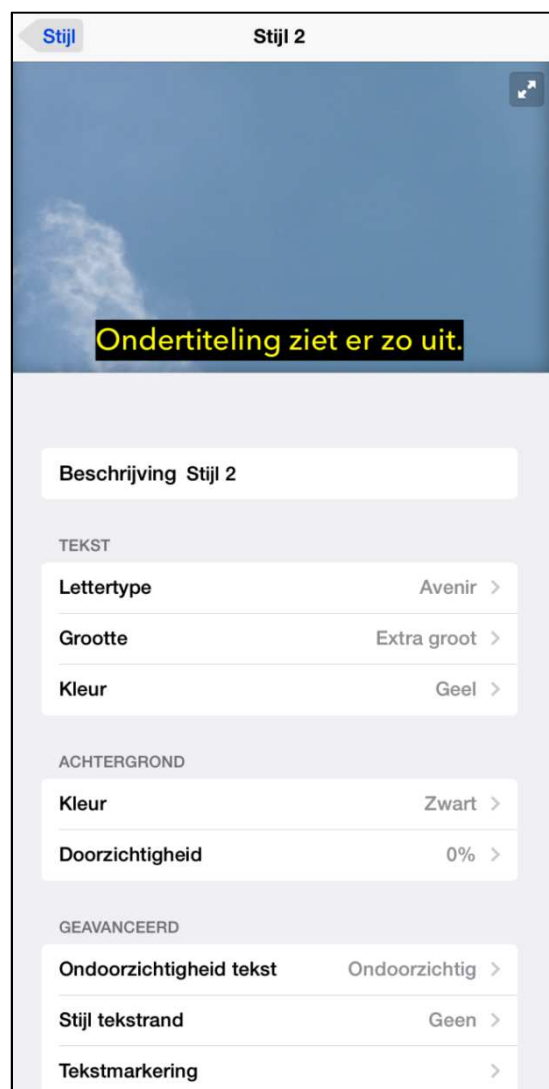 Stijl
Stijl 2
Ondertiteling ziet er zo uit.
Beschrijving Stijl 2
TEKST
Lettertype Avenir
Grootte Extra groot
Kleur Geel
ACHTERGROND
Kleur Zwart
Doorzichtigheid 0%
GEAVANCEERD
Ondoorzichtigheid tekst Ondoorzichtig
Stijl tekstrand Geen
Tekstmarkering